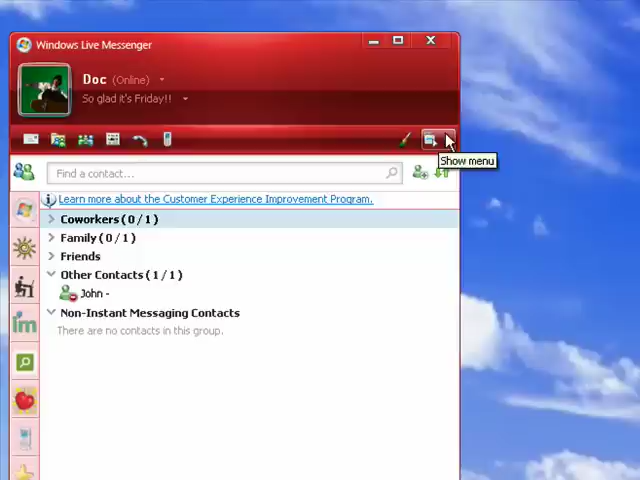 Windows Live Messenger
Doc (Online)
So glad it's Friday!!
Show menu
Find a contact...
Learn more about the Customer Experience Improvement Program.
Coworkers ( 0 / 1 )
Family ( 0 / 1 )
Friends
Other Contacts ( 1 / 1 )
John -
Non-Instant Messaging Contacts
There are no contacts in this group.
im